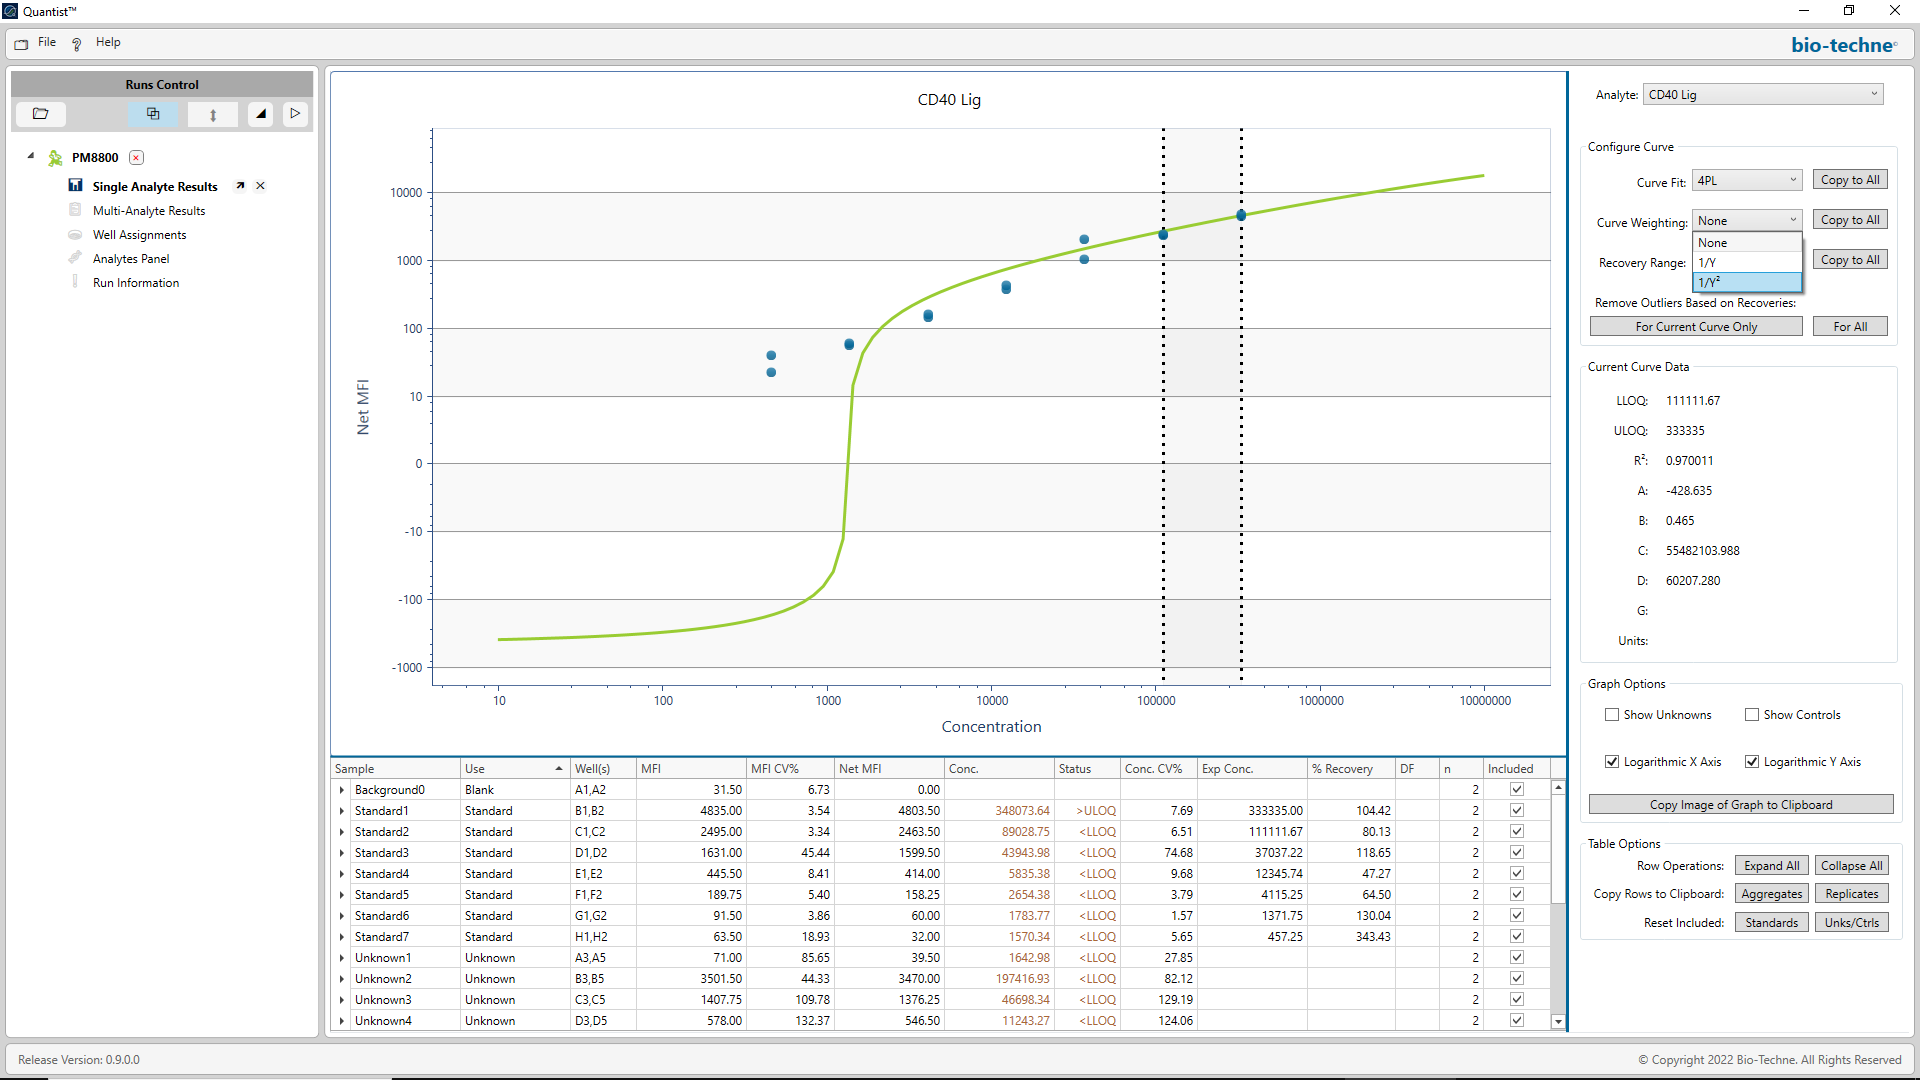 Quantist™
File ? Help
bio-techne®
Runs Control
PM8800
Single Analyte Results
Multi-Analyte Results
Well Assignments
Analytes Panel
Run Information
CD40 Lig
Net MFI
10000
1000
100
10
0
-10
-100
-1000
10 100 1000 10000 100000 1000000 10000000
Concentration
Analyte: CD40 Lig
Configure Curve
Curve Fit: 4PL Copy to All
Curve Weighting: None Copy to All
None
1/Y
1/Y²
Recovery Range: Copy to All
Remove Outliers Based on Recoveries:
For Current Curve Only For All
Current Curve Data
LLOQ: 111111.67
ULOQ: 333335
R²: 0.970011
A: -428.635
B: 0.465
C: 55482103.988
D: 60207.280
G:
Units:
Graph Options
Show Unknowns Show Controls
Logarithmic X Axis Logarithmic Y Axis
Copy Image of Graph to Clipboard
Table Options
Row Operations: Expand All Collapse All
Copy Rows to Clipboard: Aggregates Replicates
Reset Included: Standards Unks/Ctrls
Sample Use Well(s) MFI MFI CV% Net MFI Conc. Status Conc. CV% Exp Conc. % Recovery DF n Included
Background0 Blank A1,A2 31.50 6.73 0.00 2
Standard1 Standard B1,B2 4835.00 3.54 4803.50 348073.64 >ULOQ 7.69 333335.00 104.42 2
Standard2 Standard C1,C2 2495.00 3.34 2463.50 89028.75 <LLOQ 6.51 111111.67 80.13 2
Standard3 Standard D1,D2 1631.00 45.44 1599.50 43943.98 <LLOQ 74.68 37037.22 118.65 2
Standard4 Standard E1,E2 445.50 8.41 414.00 5835.38 <LLOQ 9.68 12345.74 47.27 2
Standard5 Standard F1,F2 189.75 5.40 158.25 2654.38 <LLOQ 3.79 4115.25 64.50 2
Standard6 Standard G1,G2 91.50 3.86 60.00 1783.77 <LLOQ 1.57 1371.75 130.04 2
Standard7 Standard H1,H2 63.50 18.93 32.00 1570.34 <LLOQ 5.65 457.25 343.43 2
Unknown1 Unknown A3,A5 71.00 85.65 39.50 1642.98 <LLOQ 27.85 2
Unknown2 Unknown B3,B5 3501.50 44.33 3470.00 197416.93 <LLOQ 82.12 2
Unknown3 Unknown C3,C5 1407.75 109.78 1376.25 46698.34 <LLOQ 129.19 2
Unknown4 Unknown D3,D5 578.00 132.37 546.50 11243.27 <LLOQ 124.06 2
Release Version: 0.9.0.0
© Copyright 2022 Bio-Techne. All Rights Reserved